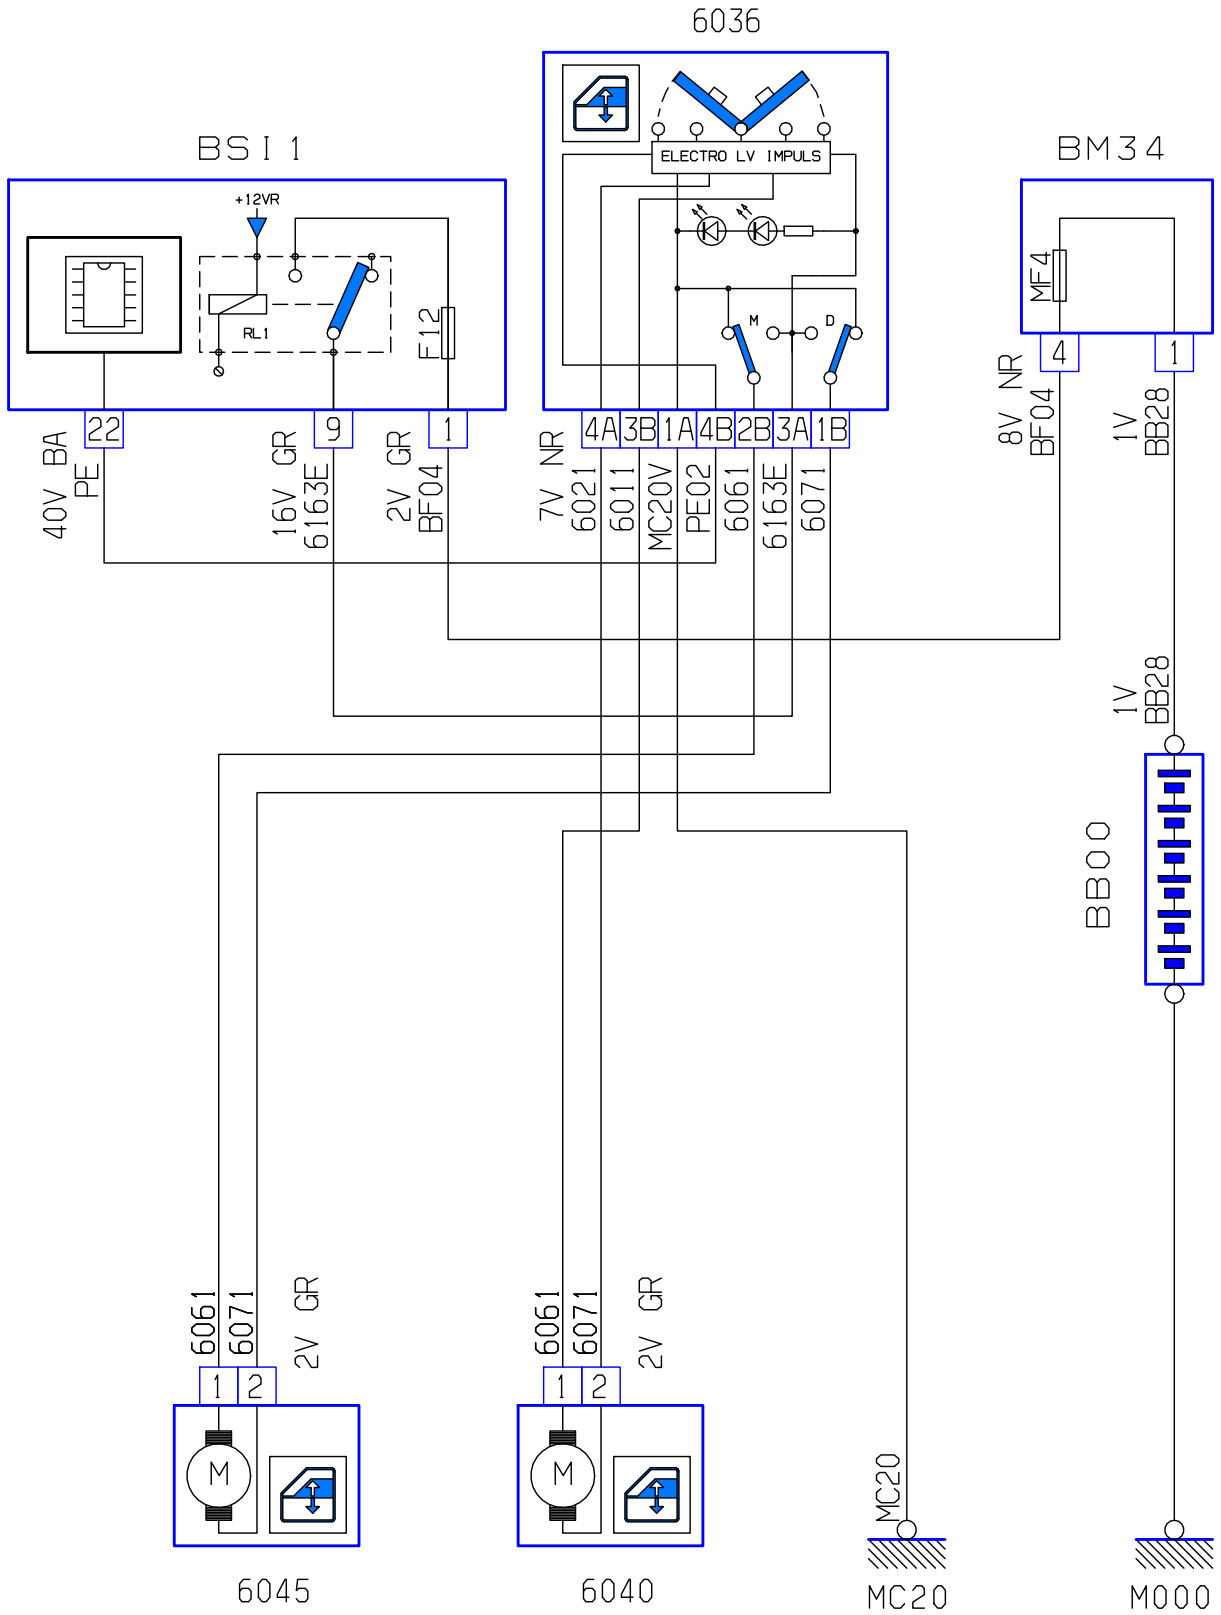 6036
BSI 1
BM34
ELECTRO LV IMPULS
+12VR
RL1
F12
MF4
M
D
22
9
1
4A
3B
1A
4B
2B
3A
1B
4
1
40V BA
PE
16V GR
6163E
2V GR
BF04
7V NR
6021
6011
MC20V
PE02
6061
6163E
6071
8V NR
BF04
1V
BB28
1V
BB28
BB00
6061
6071
2V GR
6061
6071
2V GR
1
2
1
2
M
M
MC20
6045
6040
MC20
M000